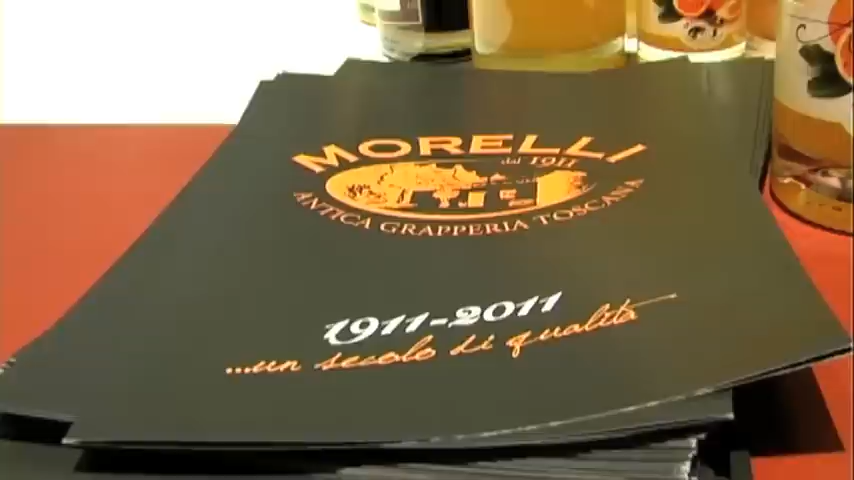 MORELLI
dal 1911
ANTICA GRAPPERIA TOSCANA
1911-2011
...un secolo di qualità